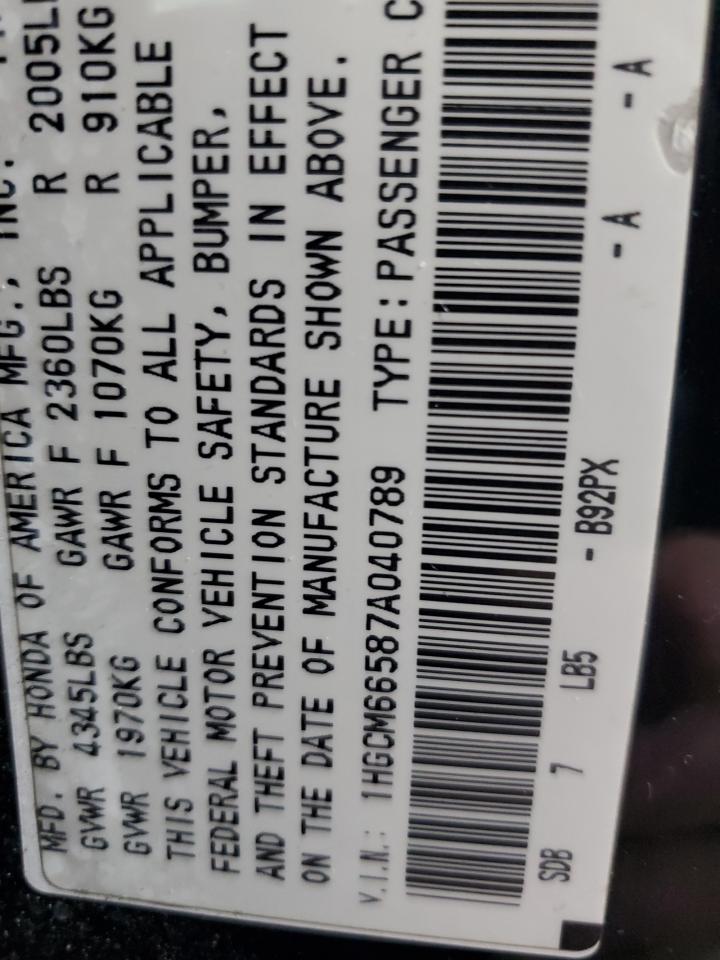 MFD. BY HONDA OF AMERICA MFG., INC.
GVWR 4345LBS GAWR F 2360LBS R 2005L
GVWR 1970KG GAWR F 1070KG R 910KG
THIS VEHICLE CONFORMS TO ALL APPLICABLE
FEDERAL MOTOR VEHICLE SAFETY, BUMPER,
AND THEFT PREVENTION STANDARDS IN EFFECT
ON THE DATE OF MANUFACTURE SHOWN ABOVE.
V.I.N.: 1HGCM66587A040789 TYPE:PASSENGER C
SDB 7 LB5 - B92PX - A - A